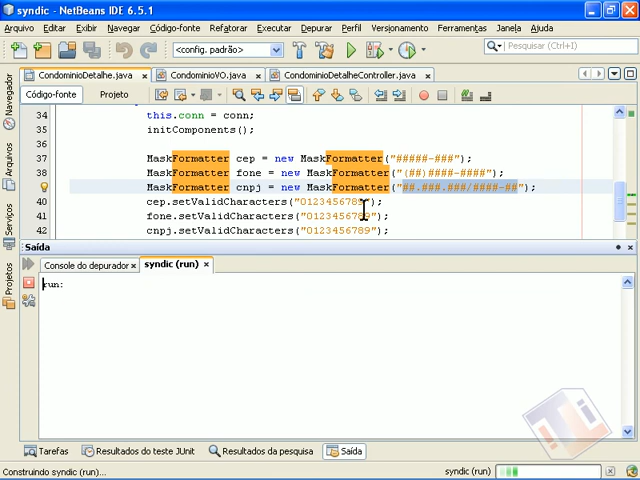 syndic - NetBeans IDE 6.5.1
Arquivo Editar Exibir Navegar Código-fonte Refatorar Executar Depurar Perfil Versionamento Ferramentas Janela Ajuda
<config. padrão> Pesquisar (Ctrl+I)
CondominioDetalhe.java CondominioVO.java CondominioDetalheController.java
Código-fonte Projeto
34 this.conn = conn;
35 initComponents();
36
37 MaskFormatter cep = new MaskFormatter("#####-###");
38 MaskFormatter fone = new MaskFormatter("(##)####-####");
MaskFormatter cnpj = new MaskFormatter("##.###.###/####-##");
40 cep.setValidCharacters("0123456789");
41 fone.setValidCharacters("0123456789");
42 cnpj.setValidCharacters("0123456789");
Navegador
Arquivos
Serviços
Projetos
Saída
Console do depurador syndic (run)
run:
Tarefas Resultados do teste JUnit Resultados da pesquisa Saída
Construindo syndic (run)... syndic (run)